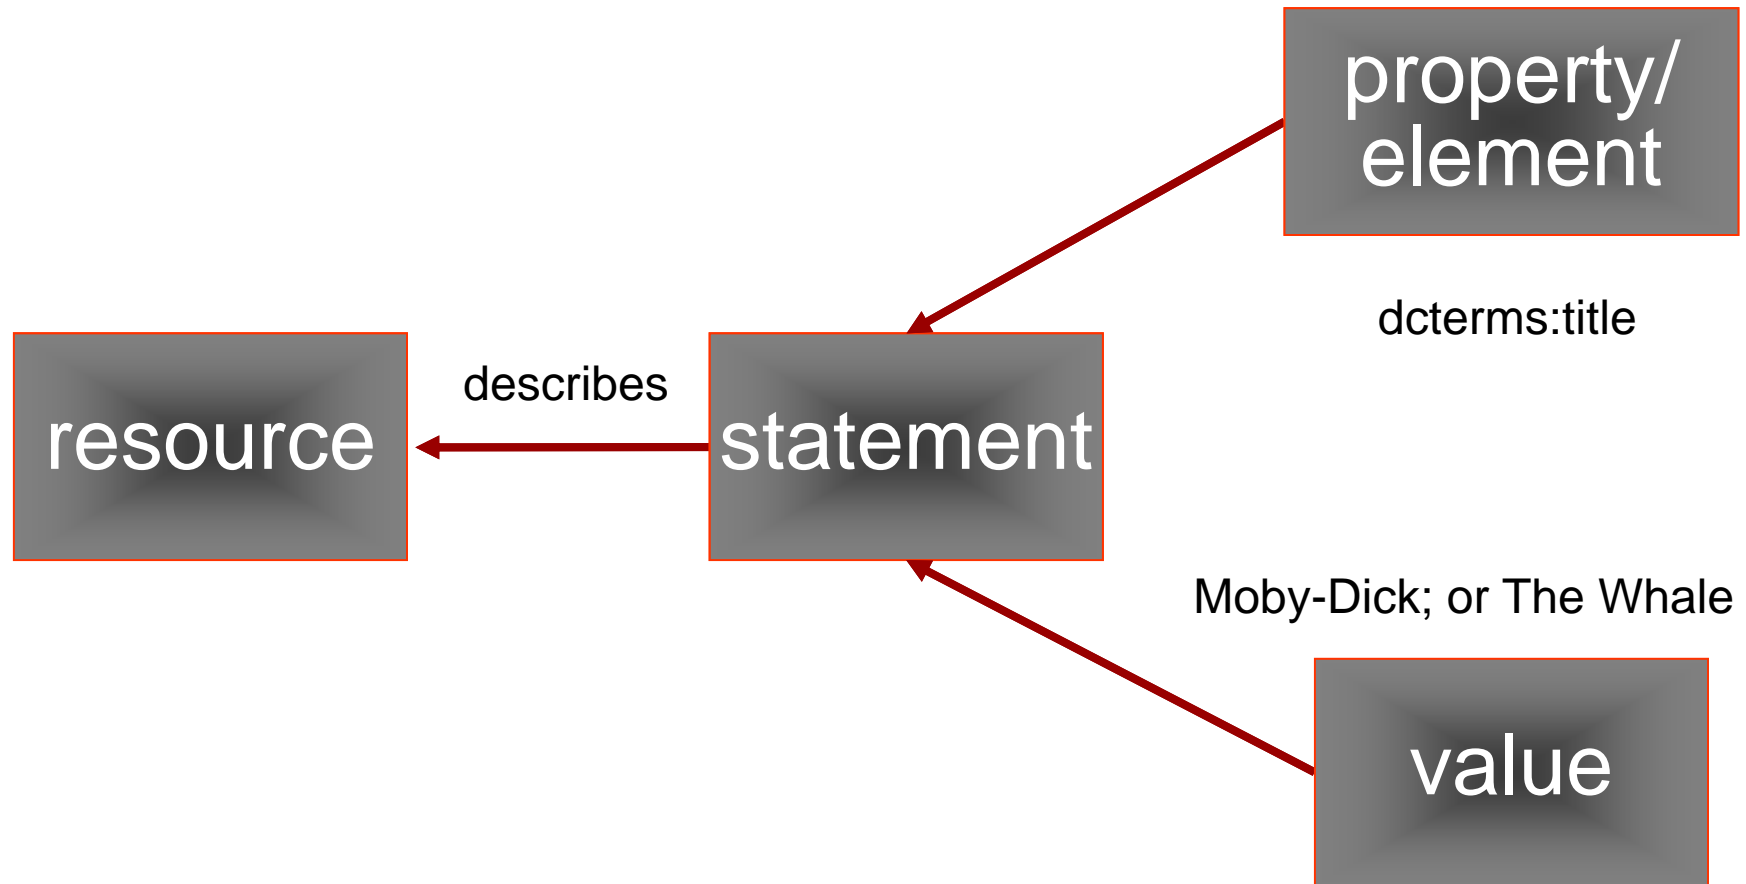 property/
element
dcterms:title
resource
describes
statement
Moby-Dick; or The Whale
value